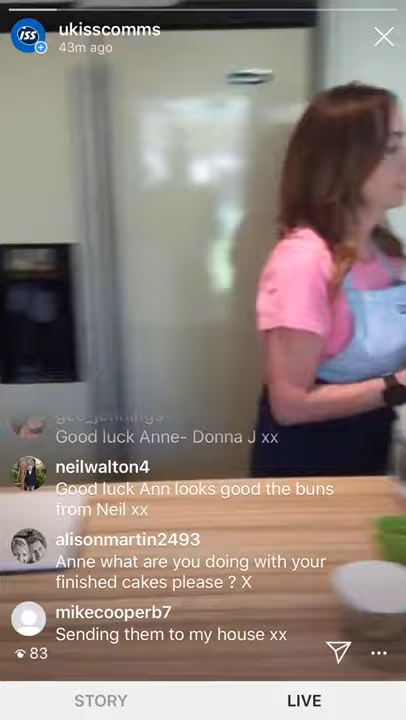 iss
ukisscomms
43m ago
Good luck Anne- Donna J xx
neilwalton4
Good luck Ann looks good the buns
from Neil xx
alisonmartin2493
Anne what are you doing with your
finished cakes please ? X
mikecooperb7
Sending them to my house xx
83
STORY
LIVE